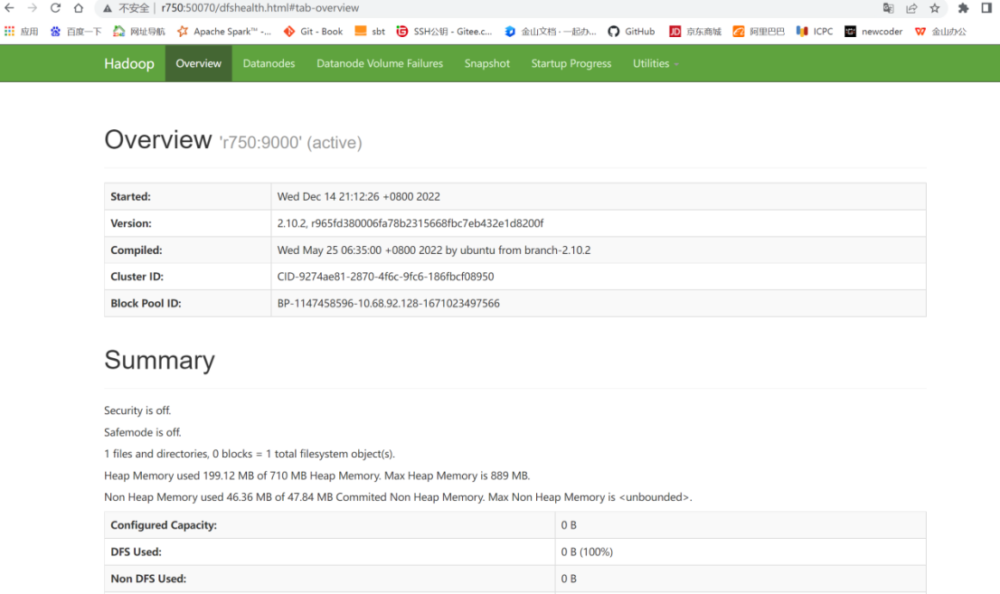 不安全 | r750:50070/dfshealth.html#tab-overview
应用 百度一下 网址导航 Apache Spark™ -... Git - Book sbt SSH公钥 - Gitee.c... 金山文档 · 一起办... GitHub 京东商城 阿里巴巴 ICPC newcoder 金山办公
Hadoop Overview Datanodes Datanode Volume Failures Snapshot Startup Progress Utilities
Overview 'r750:9000' (active)
Started: Wed Dec 14 21:12:26 +0800 2022
Version: 2.10.2, r965fd380006fa78b2315668fbc7eb432e1d8200f
Compiled: Wed May 25 06:35:00 +0800 2022 by ubuntu from branch-2.10.2
Cluster ID: CID-9274ae81-2870-4f6c-9fc6-186fbcf08950
Block Pool ID: BP-1147458596-10.68.92.128-1671023497566
Summary
Security is off.
Safemode is off.
1 files and directories, 0 blocks = 1 total filesystem object(s).
Heap Memory used 199.12 MB of 710 MB Heap Memory. Max Heap Memory is 889 MB.
Non Heap Memory used 46.36 MB of 47.84 MB Commited Non Heap Memory. Max Non Heap Memory is <unbounded>.
Configured Capacity: 0 B
DFS Used: 0 B (100%)
Non DFS Used: 0 B